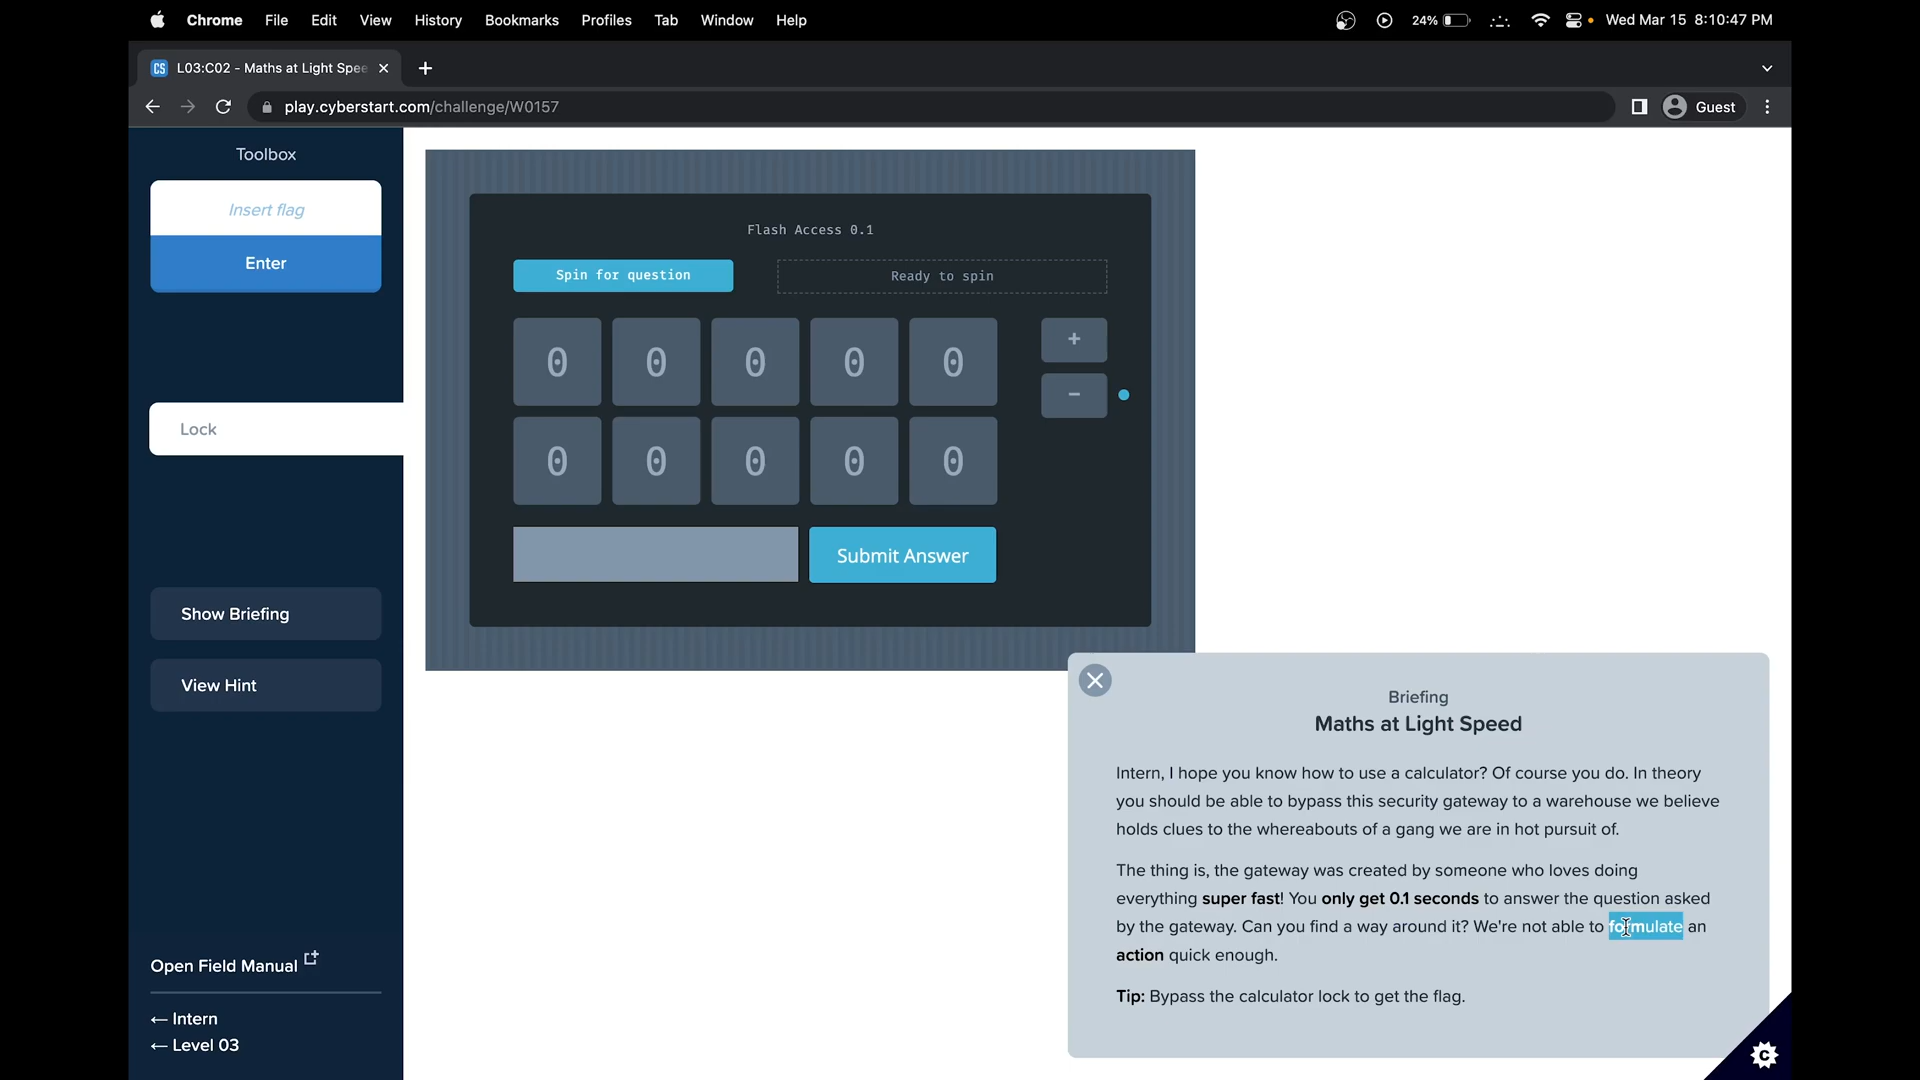 Chrome File Edit View History Bookmarks Profiles Tab Window Help 24% Wed Mar 15 8:10:47 PM
CS L03:C02 - Maths at Light Spee
play.cyberstart.com/challenge/W0157 Guest
Toolbox
Insert flag
Enter
Lock
Show Briefing
View Hint
Open Field Manual
← Intern
← Level 03
Flash Access 0.1
Spin for question Ready to spin
0 0 0 0 0 +
−
0 0 0 0 0
Submit Answer
Briefing
Maths at Light Speed
Intern, I hope you know how to use a calculator? Of course you do. In theory
you should be able to bypass this security gateway to a warehouse we believe
holds clues to the whereabouts of a gang we are in hot pursuit of.
The thing is, the gateway was created by someone who loves doing
everything super fast! You only get 0.1 seconds to answer the question asked
by the gateway. Can you find a way around it? We're not able to formulate an
action quick enough.
Tip: Bypass the calculator lock to get the flag.
C